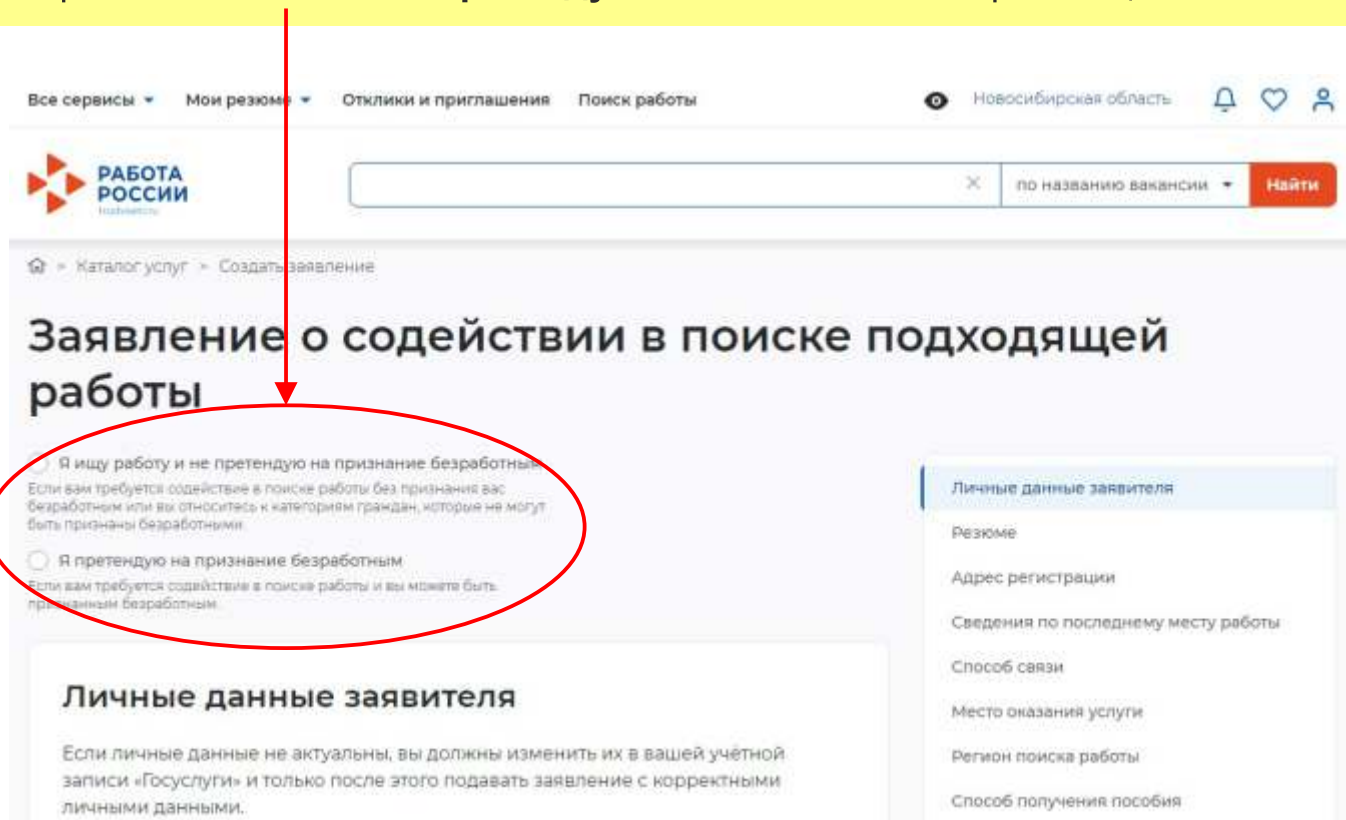 Все сервисы Мои резюме Отклики и приглашения Поиск работы Новосибирская область
РАБОТА
РОССИИ
по названию вакансии Найти
Каталог услуг Создать заявление
Заявление о содействии в поиске подходящей
работы
Я ищу работу и не претендую на признание безработным
Если вам требуется содействие в поиске работы без признания вас
безработным или вы относитесь к категориям граждан, которые не могут
быть признаны безработными.
Я претендую на признание безработным
Если вам требуется содействие в поиске работы и вы можете быть
признанным безработным.
Личные данные заявителя
Если личные данные не актуальны, вы должны изменить их в вашей учётной
записи «Госуслуги» и только после этого подавать заявление с корректными
личными данными.
Личные данные заявителя
Резюме
Адрес регистрации
Сведения по последнему месту работы
Способ связи
Место оказания услуги
Регион поиска работы
Способ получения пособия